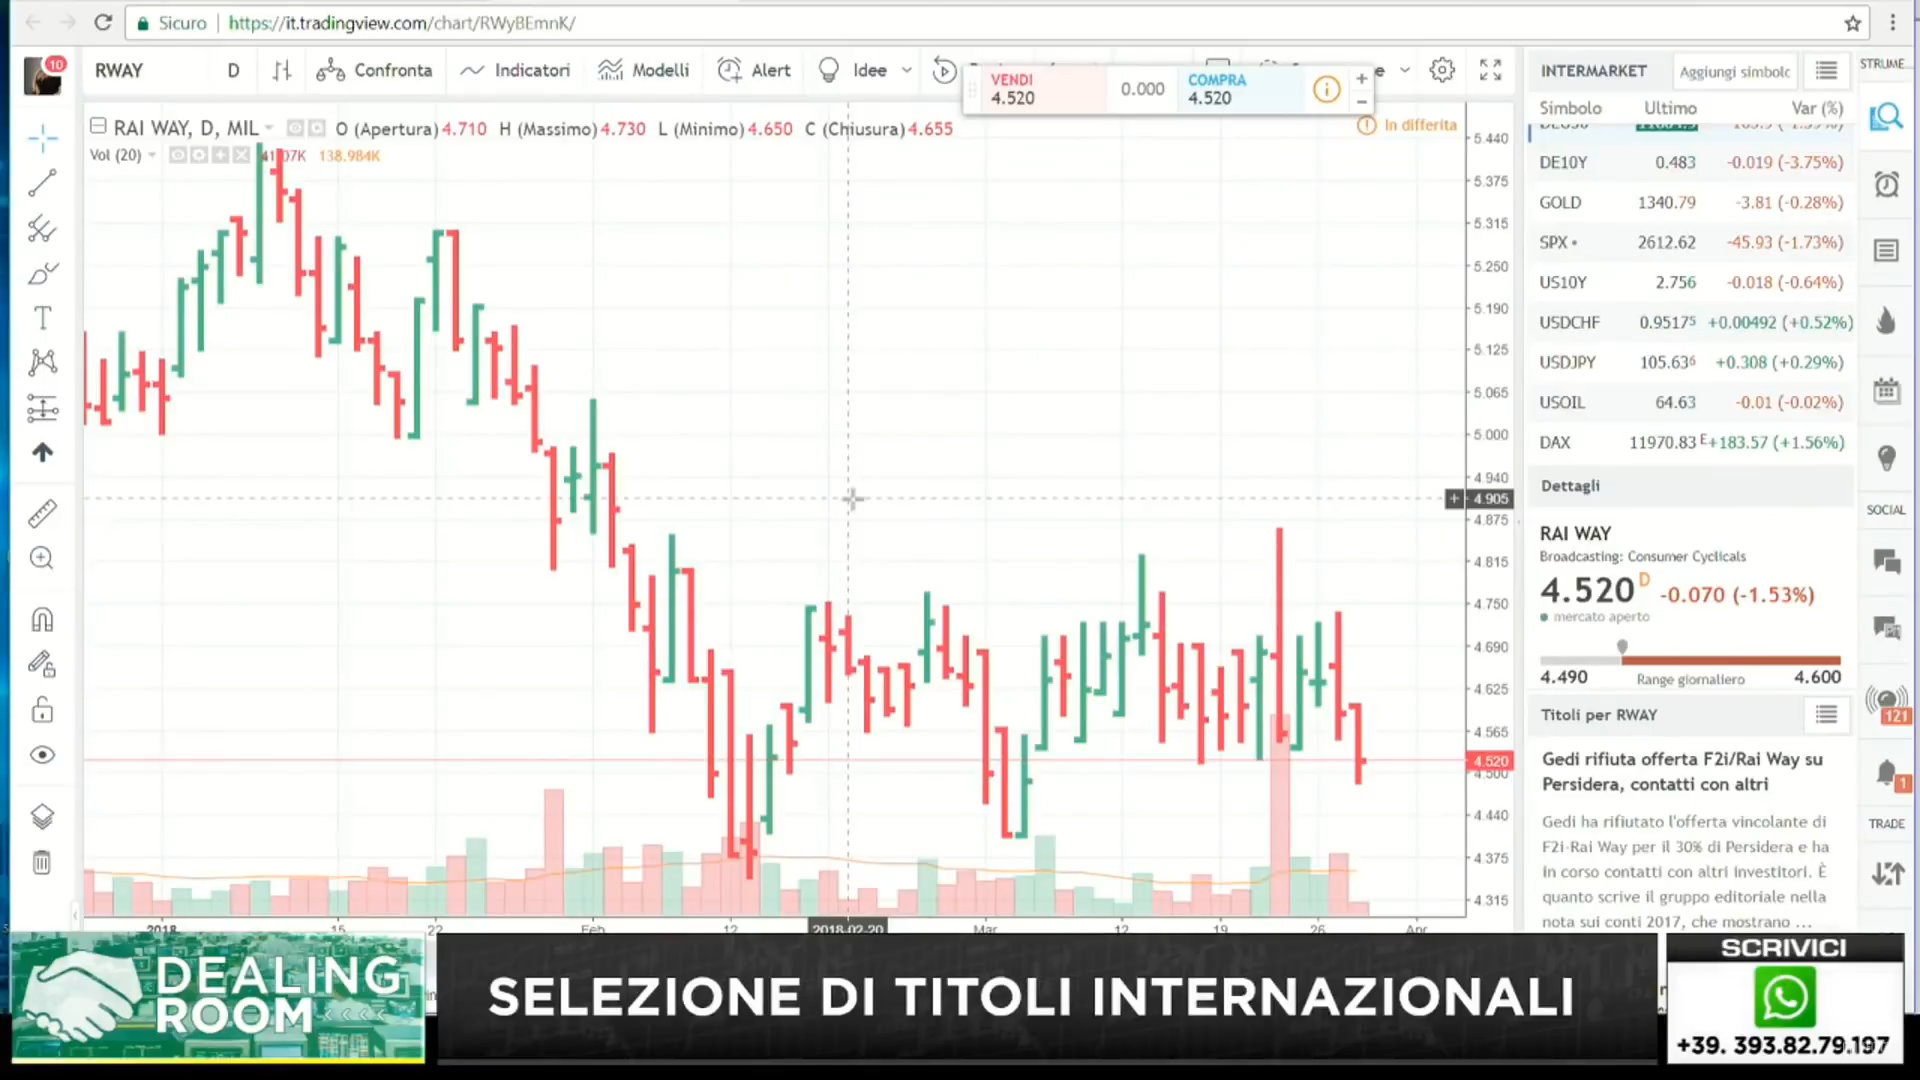 Sicuro
https://it.tradingview.com/chart/RWyBEmnK/
10
RWAY
D
Confronta
Indicatori
Modelli
Alert
Idee
VENDI
4.520
0.000
COMPRA
4.520
In differita
RAI WAY, D, MIL
O (Apertura) 4.710 H (Massimo) 4.730 L (Minimo) 4.650 C (Chiusura) 4.655
Vol (20)
138.984K
5.440
5.375
5.315
5.250
5.190
5.125
5.065
5.000
4.940
4.905
4.875
4.815
4.750
4.690
4.625
4.565
4.520
4.500
4.440
4.375
4.315
2018
15
22
Feb
12
2018-02-20
Mar
12
19
26
Apr
INTERMARKET
Aggiungi simbolo
Simbolo Ultimo Var (%)
DE10Y 0.483 -0.019 (-3.75%)
GOLD 1340.79 -3.81 (-0.28%)
SPX 2612.62 -45.93 (-1.73%)
US10Y 2.756 -0.018 (-0.64%)
USDCHF 0.95175 +0.00492 (+0.52%)
USDJPY 105.636 +0.308 (+0.29%)
USOIL 64.63 -0.01 (-0.02%)
DAX 11970.83 E +183.57 (+1.56%)
Dettagli
RAI WAY
Broadcasting: Consumer Cyclicals
4.520 D -0.070 (-1.53%)
mercato aperto
4.490 Range giornaliero 4.600
Titoli per RWAY
Gedi rifiuta offerta F2i/Rai Way su
Persidera, contatti con altri
Gedi ha rifiutato l'offerta vincolante di
F2i-Rai Way per il 30% di Persidera e ha
in corso contatti con altri investitori. È
quanto scrive il gruppo editoriale nella
nota sui conti 2017, che mostrano ...
STRUME
SOCIAL
121
1
TRADE
DEALING
ROOM
SELEZIONE DI TITOLI INTERNAZIONALI
SCRIVICI
+39. 393.82.79.197